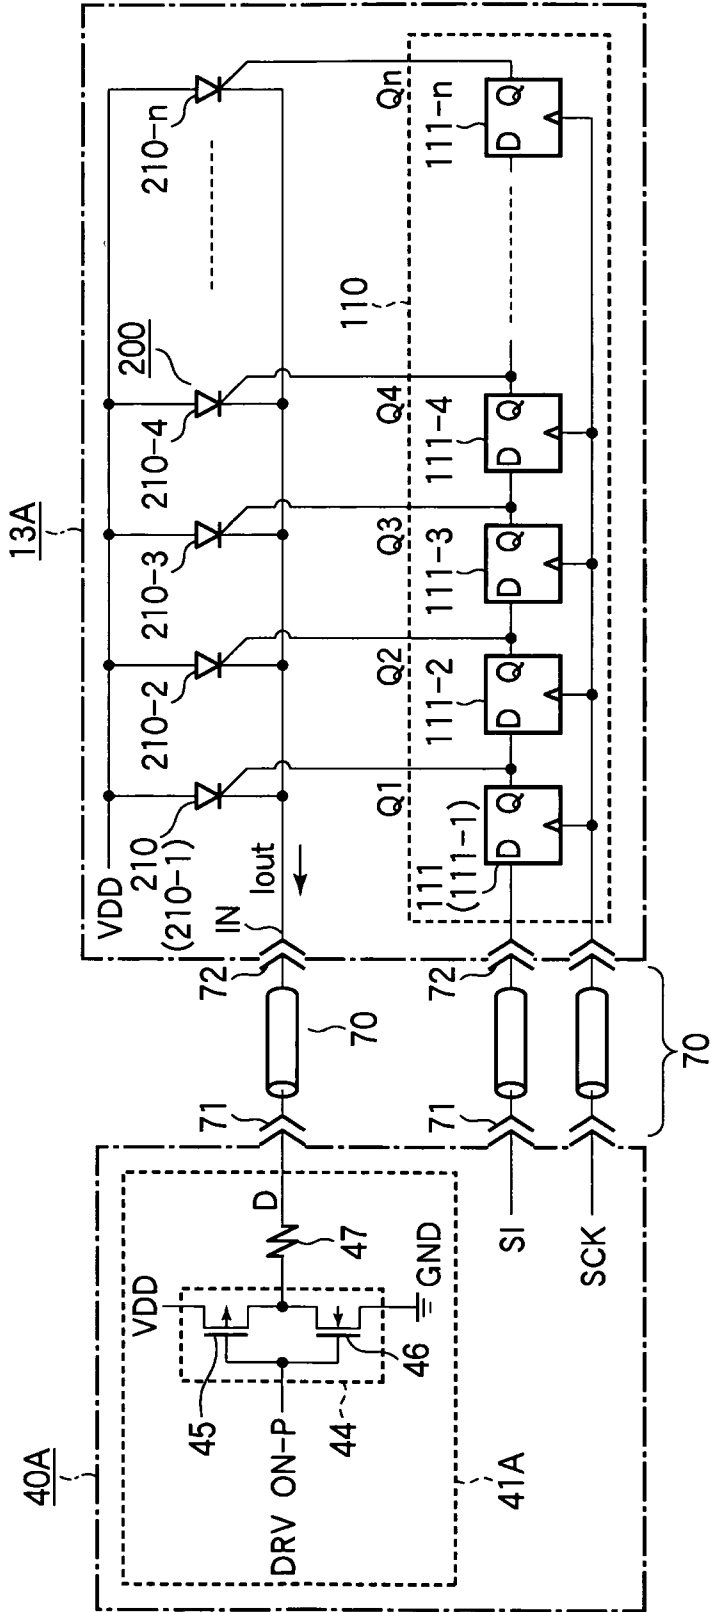 13A
VDD
210
(210-1)
210-2
210-3
210-4
200
210-n
IN
Iout
110
Q1
Q2
Q3
Q4
Qn
111
(111-1)
111-2
111-3
111-4
111-n
D
Q
D
Q
D
Q
D
Q
D
Q
72
72
70
70
71
71
40A
VDD
45
D
47
GND
46
44
DRV ON-P
41A
SI
SCK